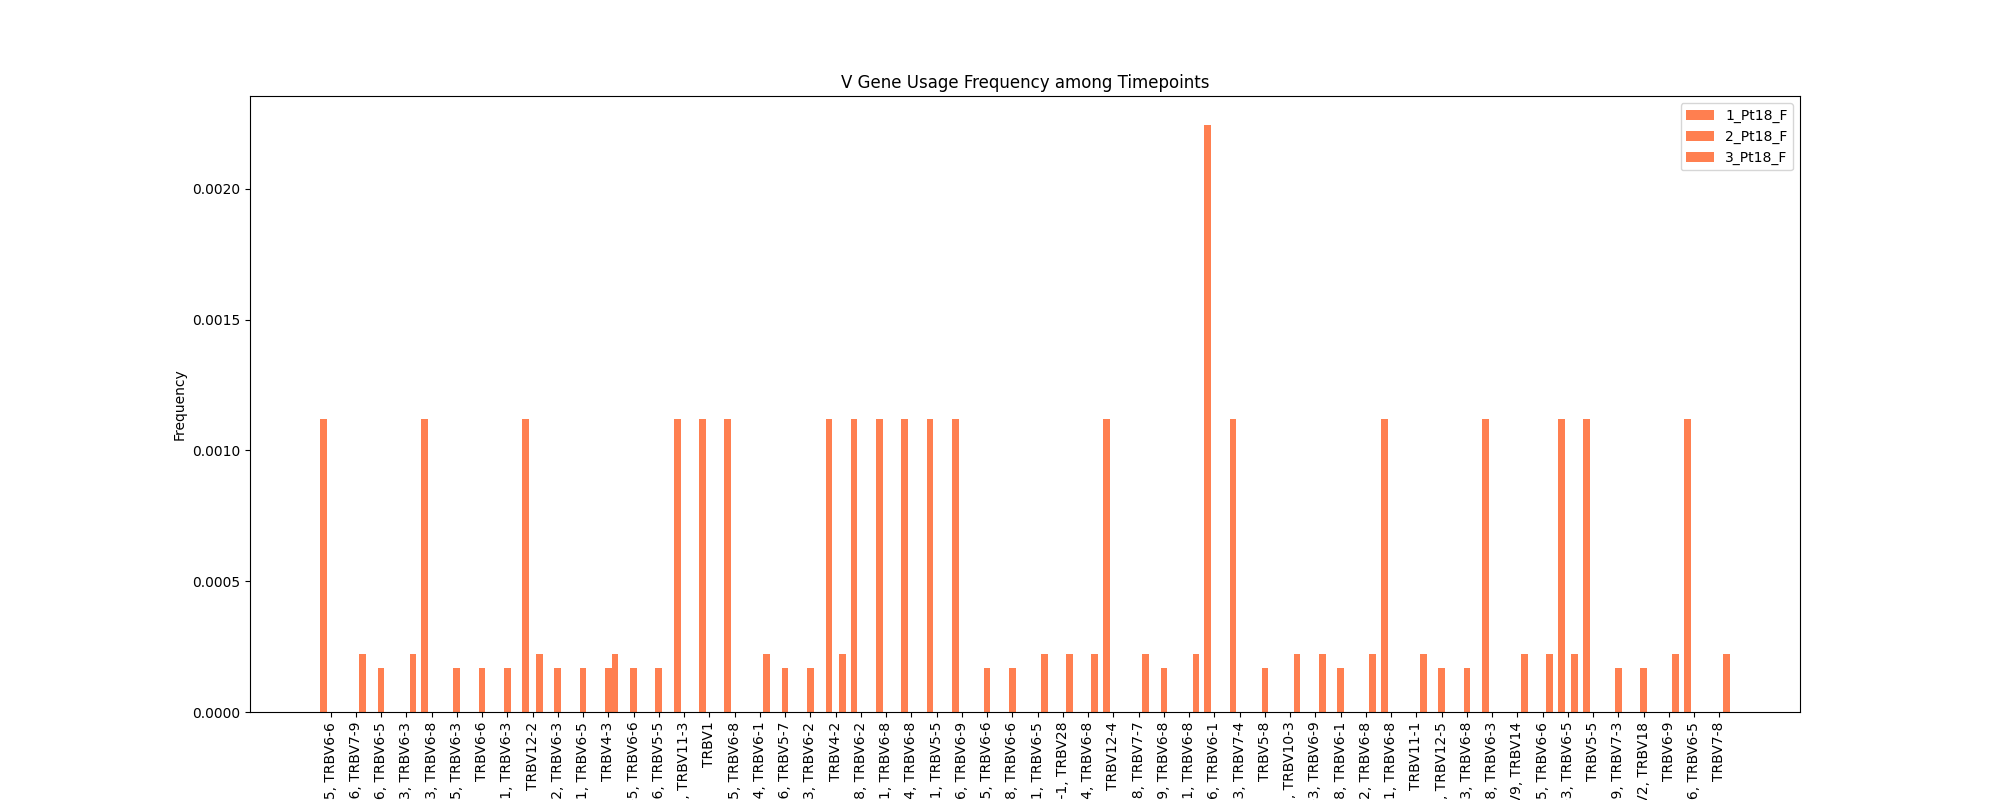 V Gene Usage Frequency among Timepoints
1_Pt18_F
2_Pt18_F
3_Pt18_F
Frequency
0.0020
0.0015
0.0010
0.0005
0.0000
5, TRBV6-6
6, TRBV7-9
6, TRBV6-5
3, TRBV6-3
3, TRBV6-8
5, TRBV6-3
TRBV6-6
1, TRBV6-3
TRBV12-2
2, TRBV6-3
1, TRBV6-5
TRBV4-3
5, TRBV6-6
6, TRBV5-5
, TRBV11-3
TRBV1
5, TRBV6-8
4, TRBV6-1
6, TRBV5-7
3, TRBV6-2
TRBV4-2
8, TRBV6-2
1, TRBV6-8
4, TRBV6-8
1, TRBV5-5
6, TRBV6-9
5, TRBV6-6
8, TRBV6-6
1, TRBV6-5
-1, TRBV28
4, TRBV6-8
TRBV12-4
8, TRBV7-7
9, TRBV6-8
1, TRBV6-8
6, TRBV6-1
3, TRBV7-4
TRBV5-8
, TRBV10-3
3, TRBV6-9
8, TRBV6-1
2, TRBV6-8
1, TRBV6-8
TRBV11-1
, TRBV12-5
3, TRBV6-8
8, TRBV6-3
V9, TRBV14
5, TRBV6-6
3, TRBV6-5
TRBV5-5
9, TRBV7-3
V2, TRBV18
TRBV6-9
6, TRBV6-5
TRBV7-8